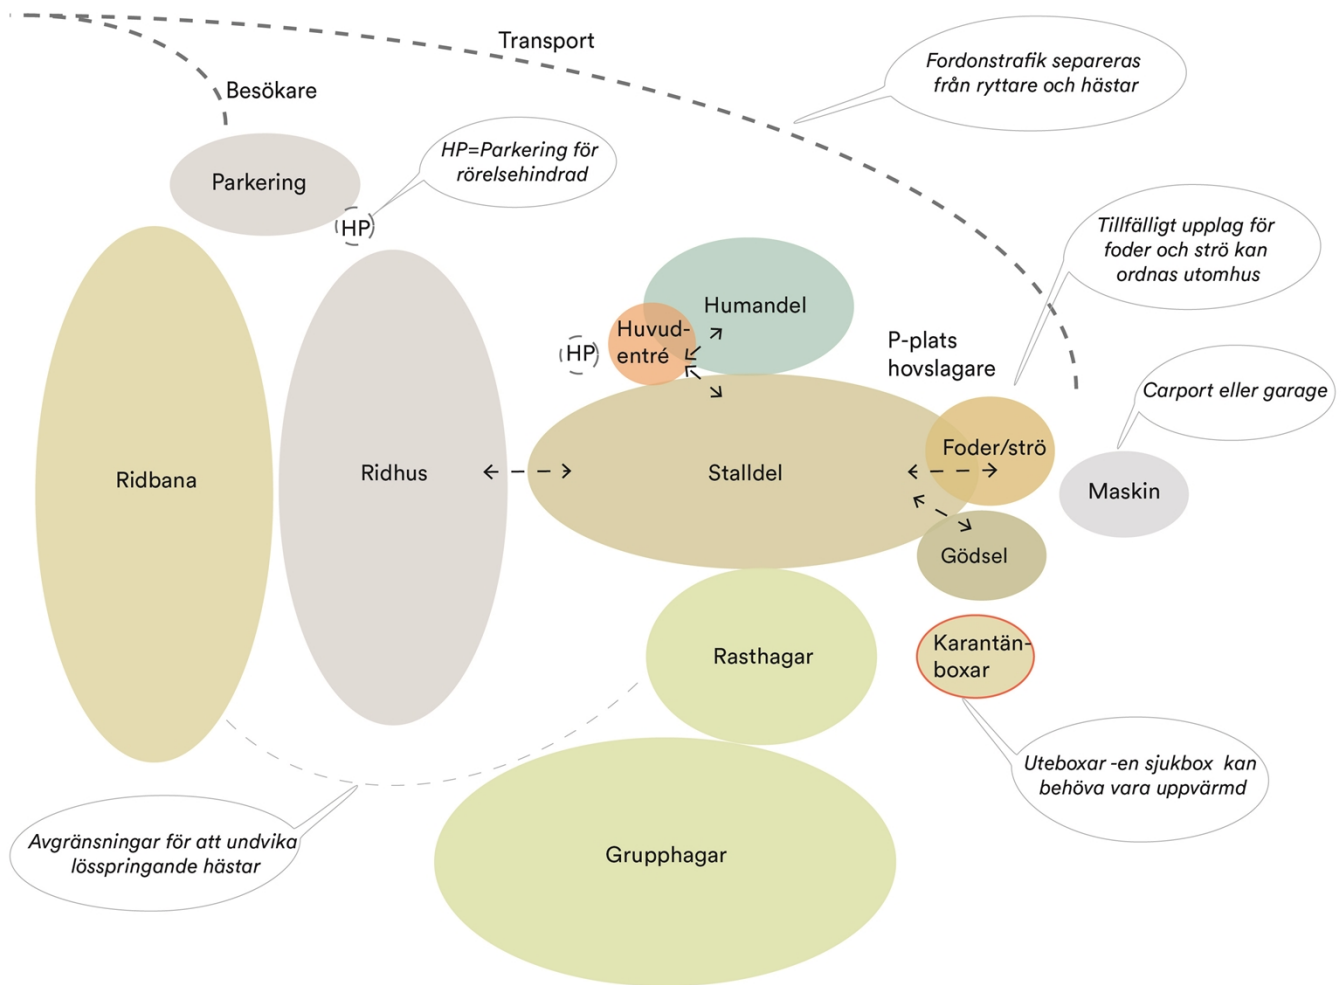 Transport
Besökare
Fordonstrafik separeras
från ryttare och hästar
HP=Parkering för
rörelsehindrad
Parkering
HP
Tillfälligt upplag för
foder och strö kan
ordnas utomhus
Humandel
Huvud-
entré
HP
P-plats
hovslagare
Carport eller garage
Ridbana
Ridhus
Stalldel
Foder/strö
Maskin
Gödsel
Rasthagar
Karantän-
boxar
Uteboxar -en sjukbox kan
behöva vara uppvärmd
Avgränsningar för att undvika
lösspringande hästar
Grupphagar